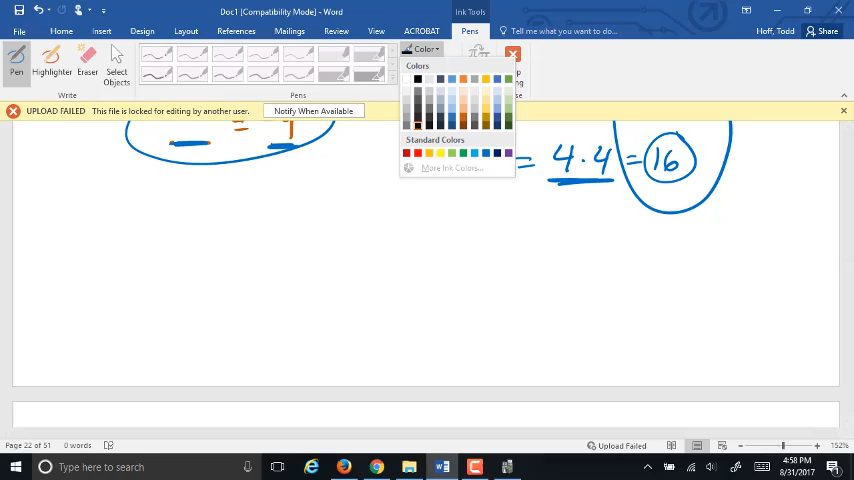 Doc1 [Compatibility Mode] - Word
Ink Tools
File Home Insert Design Layout References Mailings Review View ACROBAT Pens Tell me what you want to do... Hoff, Todd Share
Color
Pen Highlighter Eraser Select Objects
Write
Pens
Colors
UPLOAD FAILED This file is locked for editing by another user. Notify When Available
Standard Colors
More Ink Colors...
= 4.4 = 16
Page 22 of 51 0 words Upload Failed 152%
Type here to search
4:58 PM
8/31/2017